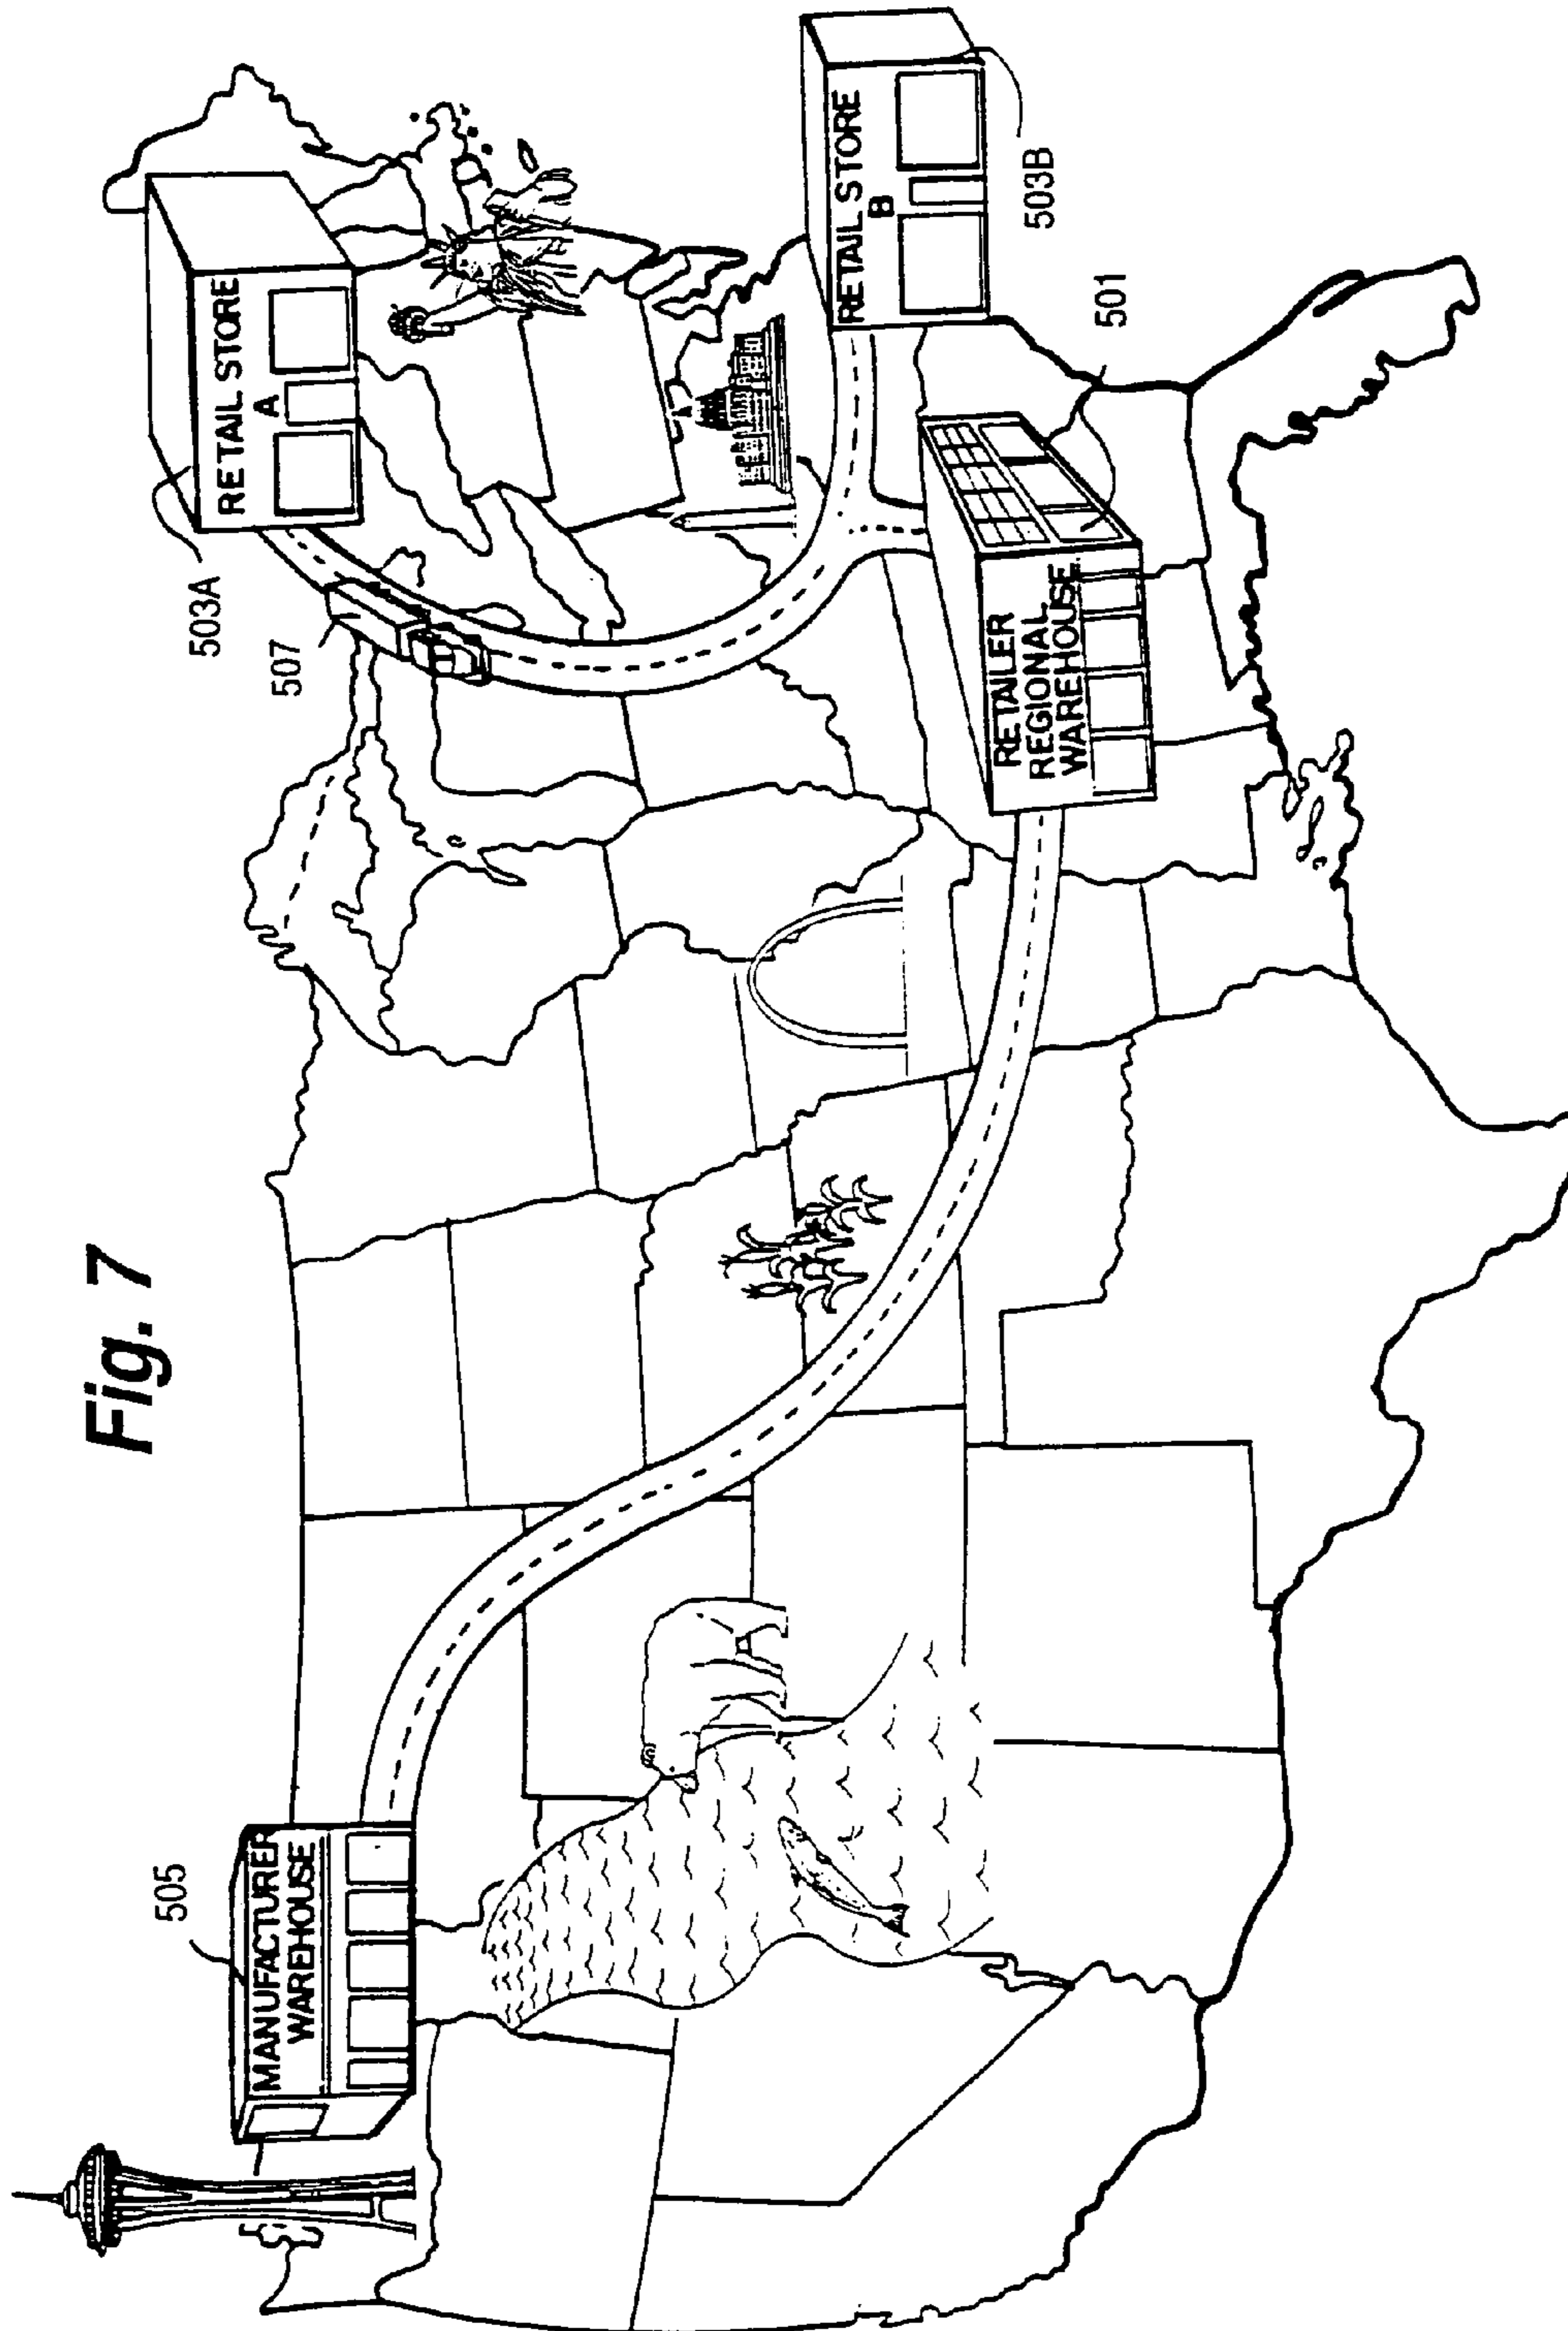 Fig. 7
505
MANUFACTURER
WAREHOUSE
507
503A
RETAIL STORE
A
RETAIL STORE
B
503B
501
RETAILER
REGIONAL
WAREHOUSE